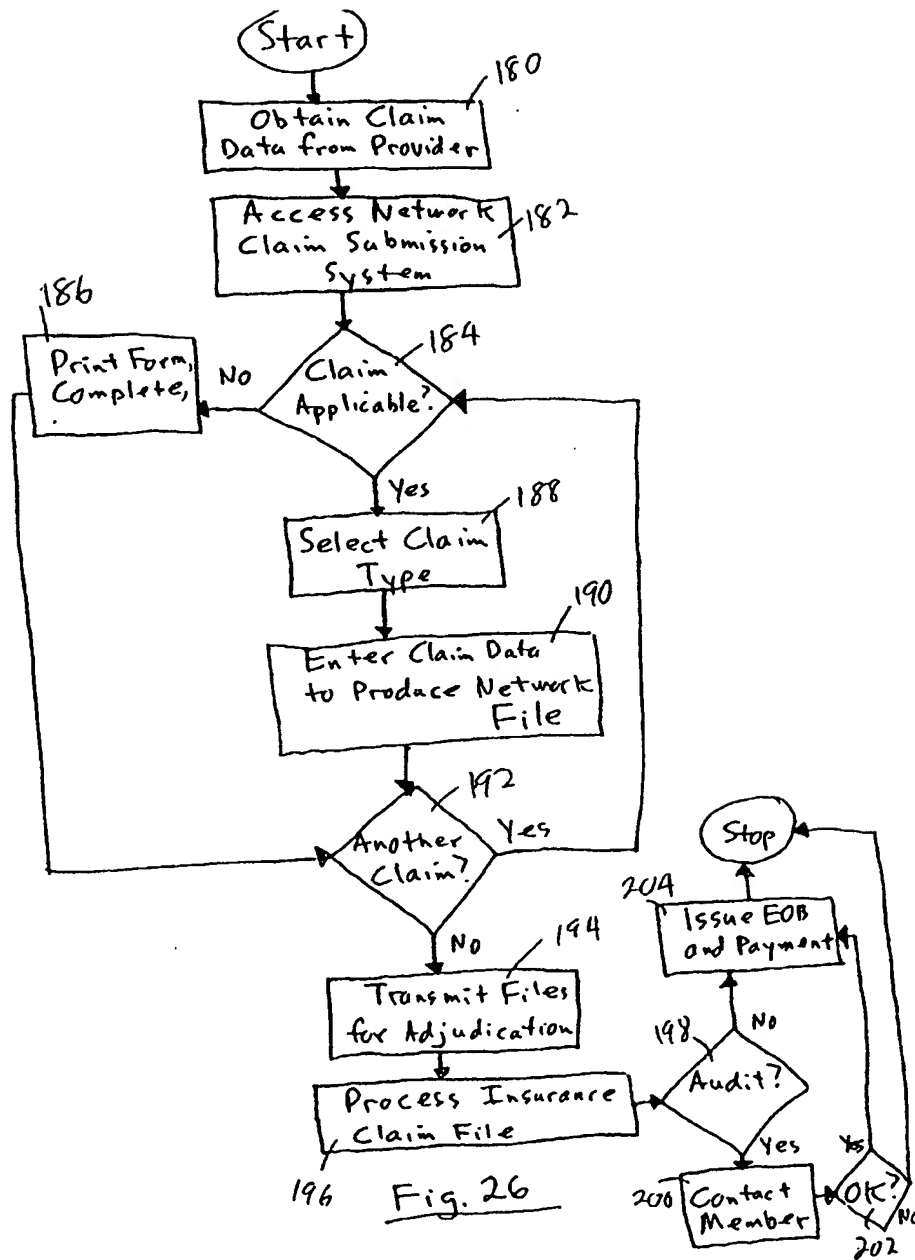 Start
180
Obtain Claim
Data from Provider
Access Network
Claim Submission
System
182
186
Print Form,
Complete,
.
No
184
Claim
Applicable?
Yes
188
Select Claim
Type
190
Enter Claim Data
to Produce Network
File
192
Another
Claim?
Yes
No
194
Transmit Files
for Adjudication
Process Insurance
Claim File
196
Stop
204
Issue EOB
and Payment
No
198
Audit?
Yes
200
Contact
Member
Yes
OK?
No
202
Fig. 26